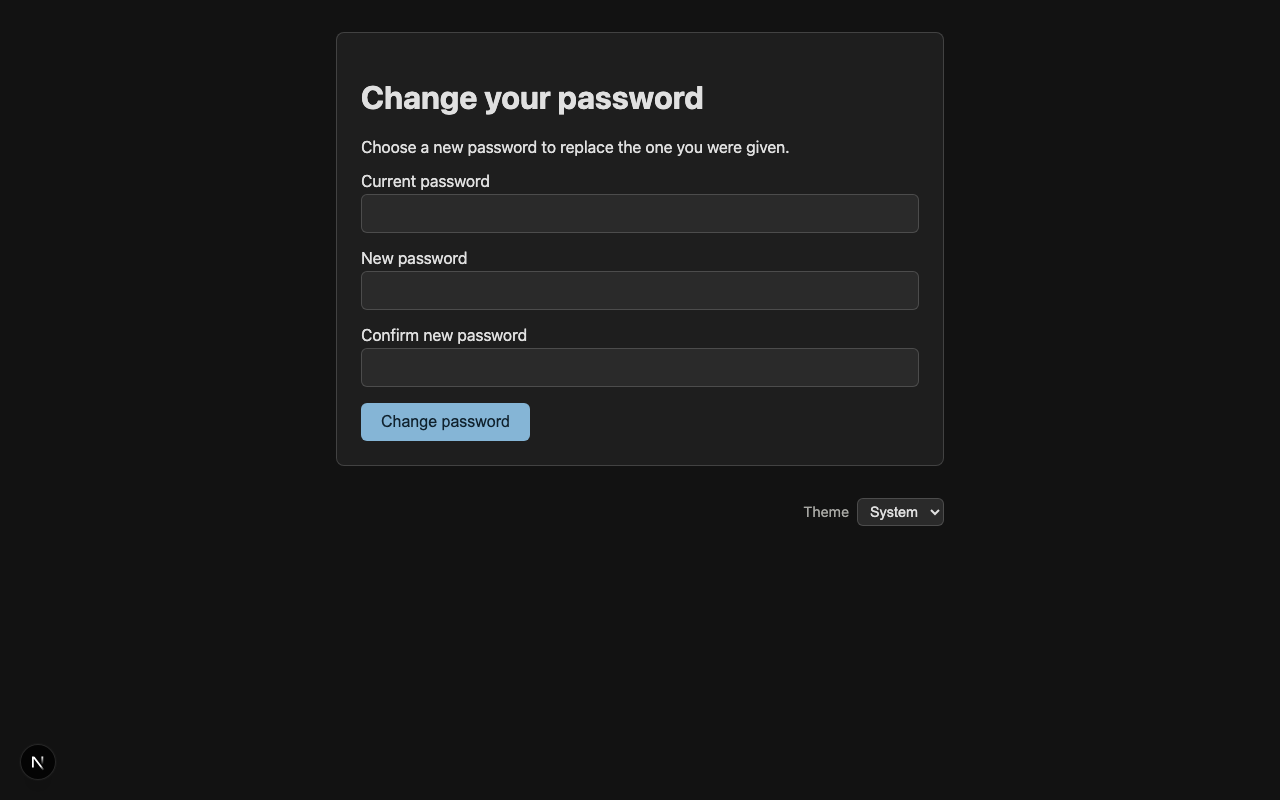 Change your password
Choose a new password to replace the one you were given.
Current password
New password
Confirm new password
Change password
Theme System
N